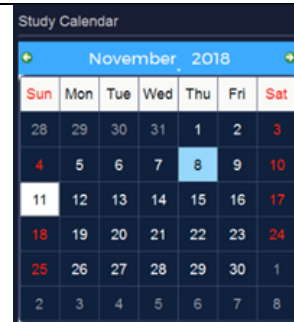 Study Calendar
November, 2018
Sun Mon Tue Wed Thu Fri Sat
28 29 30 31 1 2 3
4 5 6 7 8 9 10
11 12 13 14 15 16 17
18 19 20 21 22 23 24
25 26 27 28 29 30 1
2 3 4 5 6 7 8